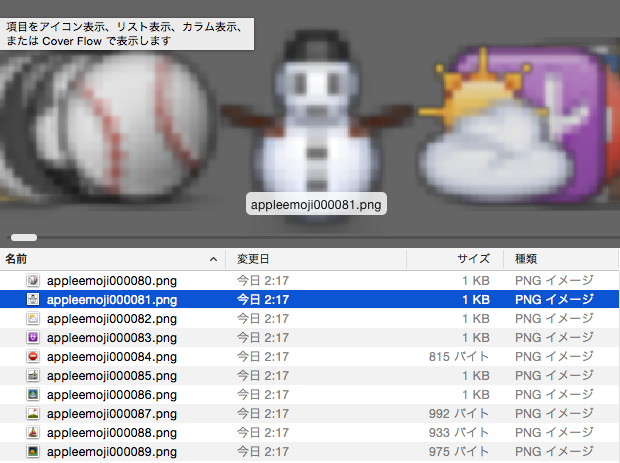 項目をアイコン表示、リスト表示、カラム表示、
または Cover Flow で表示します
appleemoji000081.png
名前 変更日 サイズ 種類
appleemoji000080.png 今日 2:17 1 KB PNG イメージ
appleemoji000081.png 今日 2:17 1 KB PNG イメージ
appleemoji000082.png 今日 2:17 1 KB PNG イメージ
appleemoji000083.png 今日 2:17 1 KB PNG イメージ
appleemoji000084.png 今日 2:17 815 バイト PNG イメージ
appleemoji000085.png 今日 2:17 1 KB PNG イメージ
appleemoji000086.png 今日 2:17 1 KB PNG イメージ
appleemoji000087.png 今日 2:17 992 バイト PNG イメージ
appleemoji000088.png 今日 2:17 933 バイト PNG イメージ
appleemoji000089.png 今日 2:17 975 バイト PNG イメージ